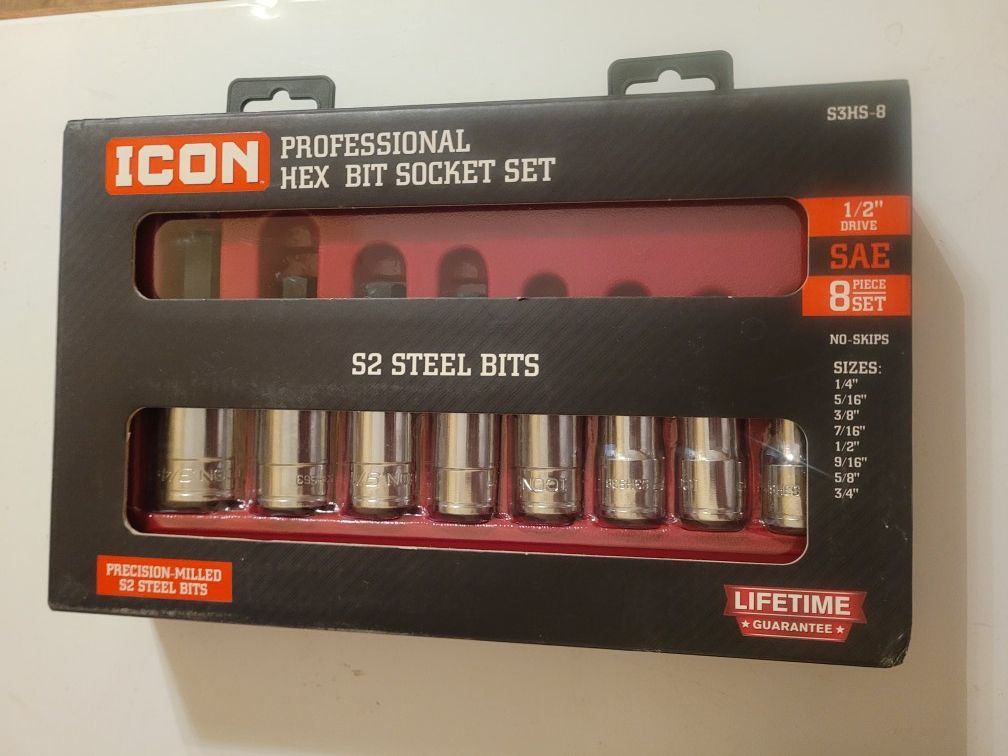 S3HS-8
ICON
PROFESSIONAL
HEX BIT SOCKET SET
1/2"
DRIVE
SAE
8 PIECE SET
NO-SKIPS
SIZES:
1/4"
5/16"
3/8"
7/16"
1/2"
9/16"
5/8"
3/4"
S2 STEEL BITS
ICON
PRECISION-MILLED
S2 STEEL BITS
LIFETIME
GUARANTEE